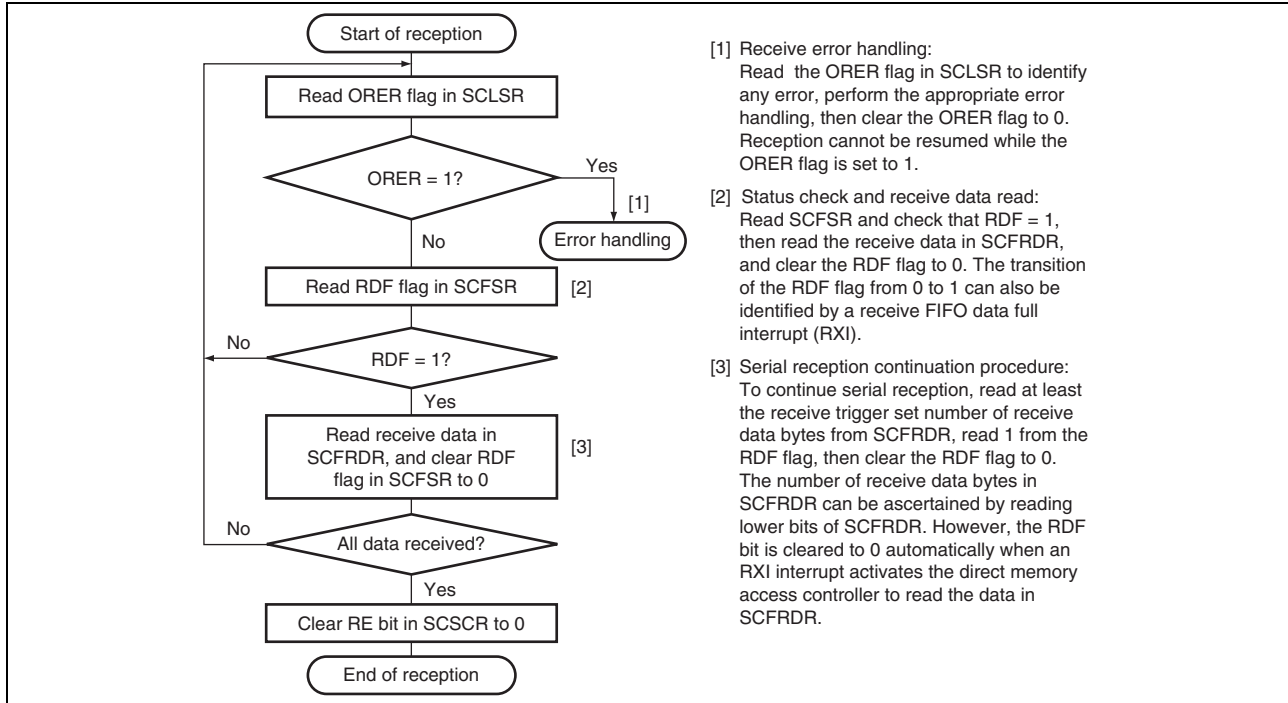 Start of reception
Read ORER flag in SCLSR
ORER = 1?
Yes
[1]
Error handling
No
Read RDF flag in SCFSR
[2]
No
RDF = 1?
Yes
Read receive data in
SCFRDR, and clear RDF
flag in SCFSR to 0
[3]
No
All data received?
Yes
Clear RE bit in SCSCR to 0
End of reception
[1] Receive error handling:
Read the ORER flag in SCLSR to identify
any error, perform the appropriate error
handling, then clear the ORER flag to 0.
Reception cannot be resumed while the
ORER flag is set to 1.
[2] Status check and receive data read:
Read SCFSR and check that RDF = 1,
then read the receive data in SCFRDR,
and clear the RDF flag to 0. The transition
of the RDF flag from 0 to 1 can also be
identified by a receive FIFO data full
interrupt (RXI).
[3] Serial reception continuation procedure:
To continue serial reception, read at least
the receive trigger set number of receive
data bytes from SCFRDR, read 1 from the
RDF flag, then clear the RDF flag to 0.
The number of receive data bytes in
SCFRDR can be ascertained by reading
lower bits of SCFRDR. However, the RDF
bit is cleared to 0 automatically when an
RXI interrupt activates the direct memory
access controller to read the data in
SCFRDR.